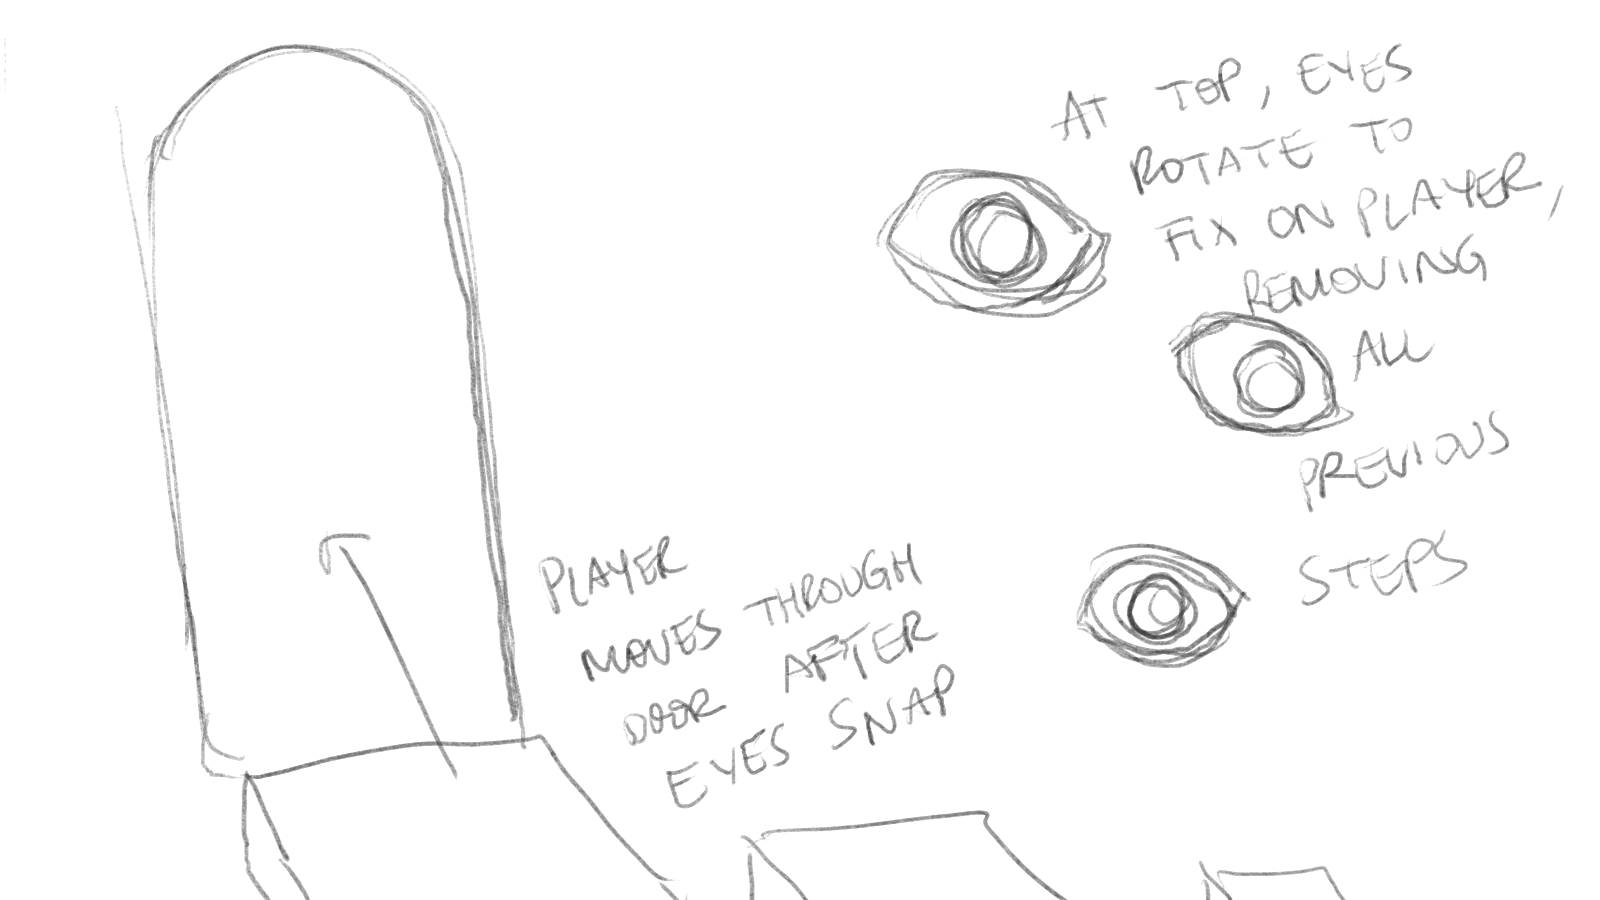 AT TOP, EYES
ROTATE TO
FIX ON PLAYER,
REMOVING
ALL
PREVIOUS
STEPS
PLAYER
MOVES THROUGH
DOOR AFTER
EYES SNAP